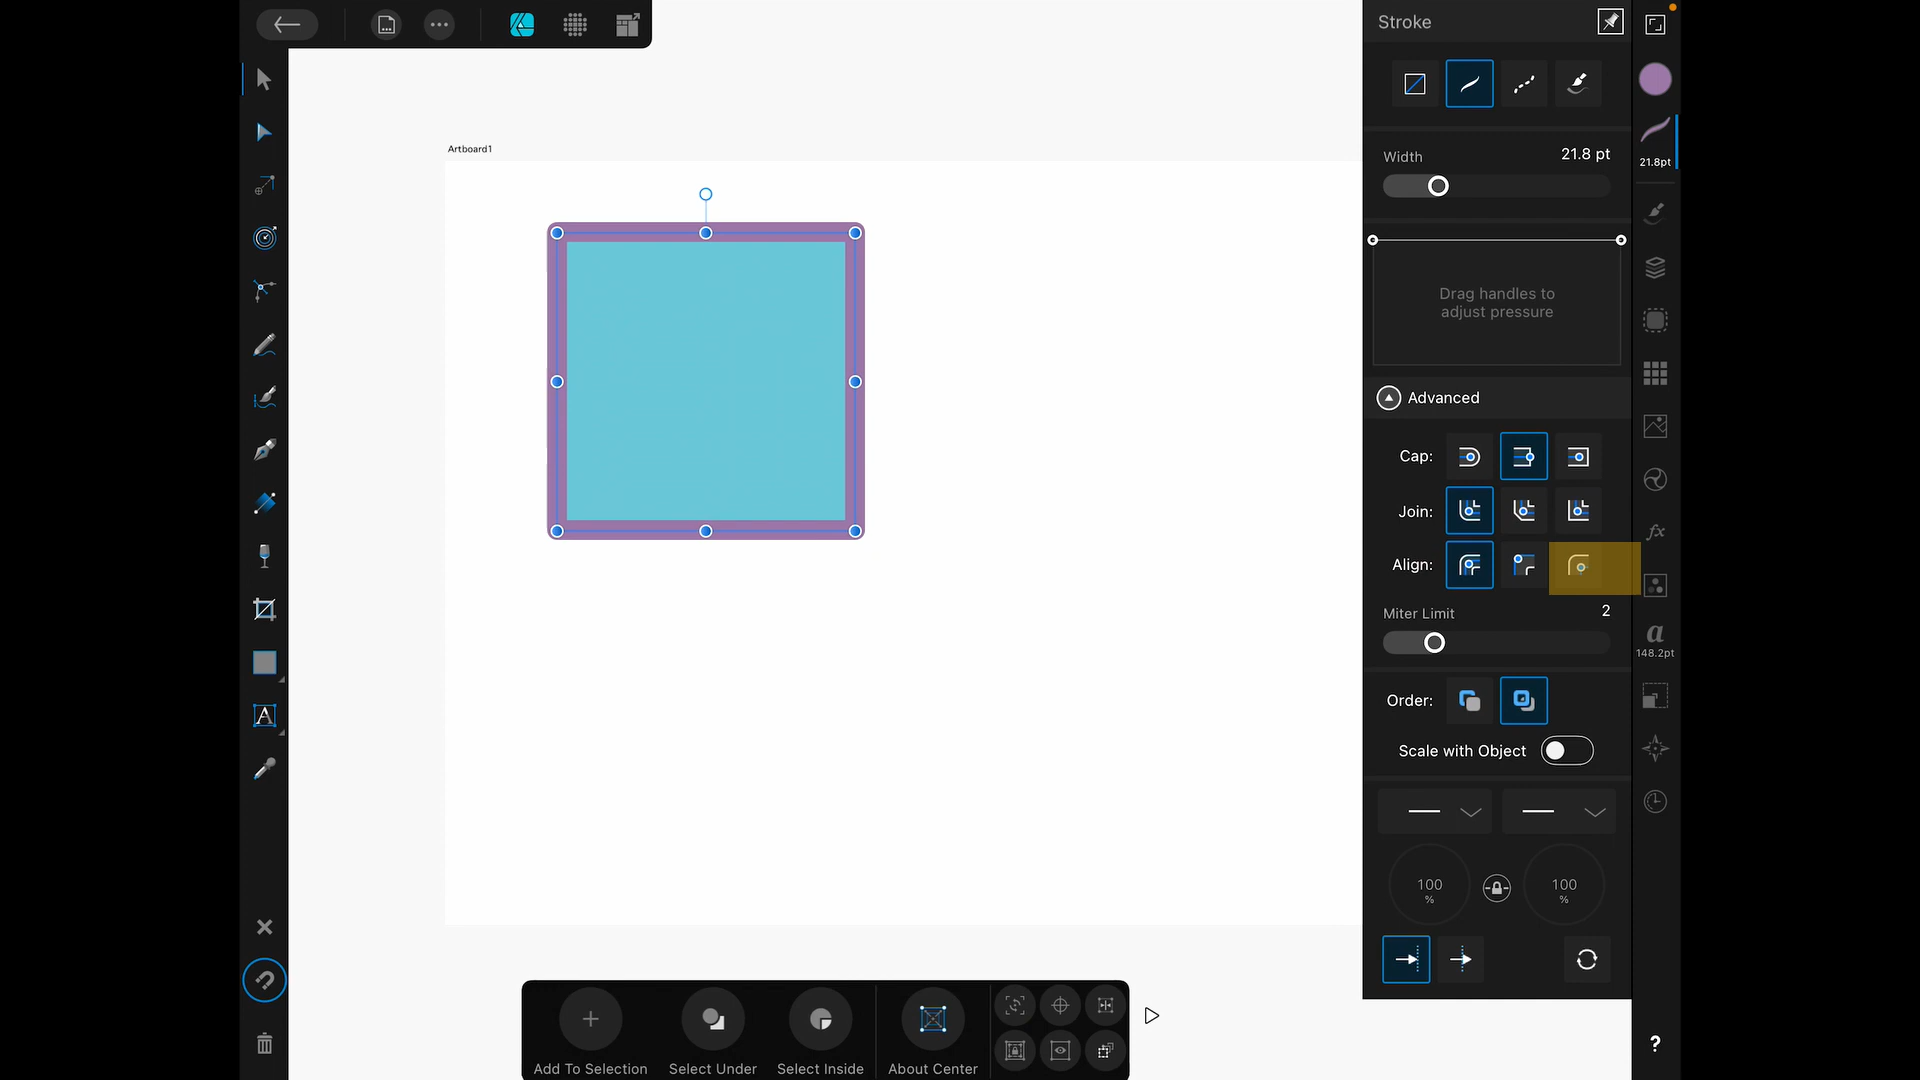 Stroke
Width
21.8 pt
21.8pt
Artboard1
Drag handles to
adjust pressure
Advanced
Cap:
Join:
Align:
Miter Limit
2
fx
a
148.2pt
Order:
Scale with Object
100
%
100
%
A
Add To Selection
Select Under
Select Inside
About Center
?